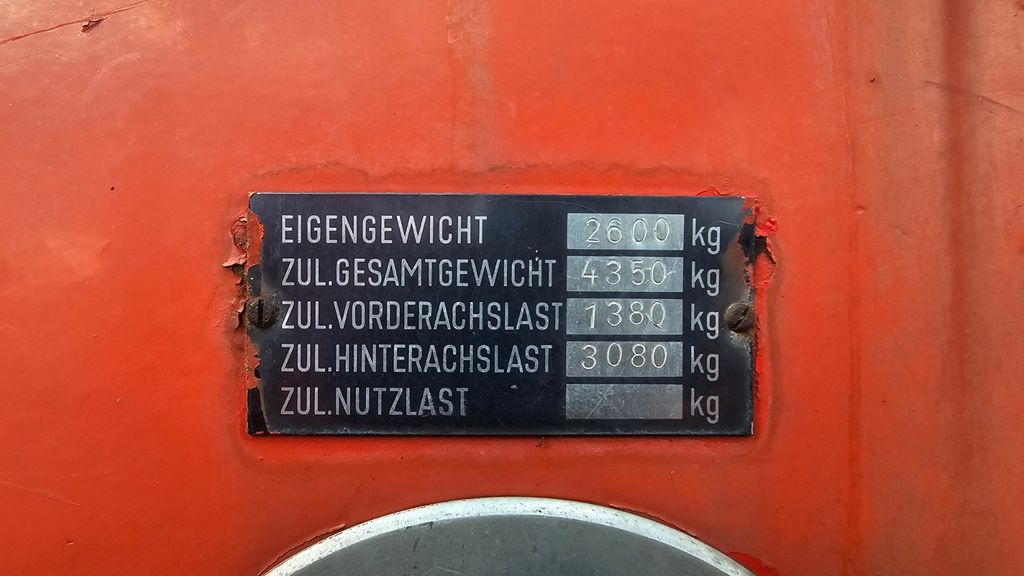 EIGENGEWICHT 2600 kg
ZUL.GESAMTGEWICHT 4350 kg
ZUL.VORDERACHSLAST 1380 kg
ZUL.HINTERACHSLAST 3080 kg
ZUL.NUTZLAST kg